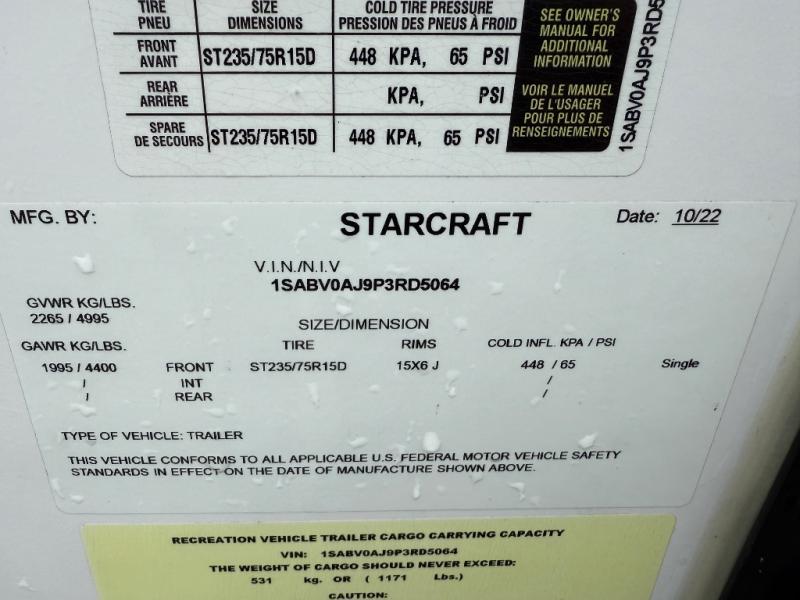 TIRE SIZE COLD TIRE PRESSURE
PNEU DIMENSIONS PRESSION DES PNEUS À FROID
FRONT
AVANT ST235/75R15D 448 KPA, 65 PSI
REAR
ARRIÈRE KPA, PSI
SPARE
DE SECOURS ST235/75R15D 448 KPA, 65 PSI
SEE OWNER'S
MANUAL FOR
ADDITIONAL
INFORMATION
VOIR LE MANUEL
DE L'USAGER
POUR PLUS DE
RENSEIGNEMENTS
1SABV0AJ9P3RD5
MFG. BY: STARCRAFT Date: 10/22
V.I.N./N.I.V
1SABV0AJ9P3RD5064
GVWR KG/LBS.
2265 / 4995
SIZE/DIMENSION
GAWR KG/LBS. TIRE RIMS COLD INFL. KPA / PSI
1995 / 4400 FRONT ST235/75R15D 15X6 J 448 / 65 Single
/ INT /
/ REAR /
TYPE OF VEHICLE: TRAILER
THIS VEHICLE CONFORMS TO ALL APPLICABLE U.S. FEDERAL MOTOR VEHICLE SAFETY
STANDARDS IN EFFECT ON THE DATE OF MANUFACTURE SHOWN ABOVE.
RECREATION VEHICLE TRAILER CARGO CARRYING CAPACITY
VIN: 1SABV0AJ9P3RD5064
THE WEIGHT OF CARGO SHOULD NEVER EXCEED:
531 kg. OR ( 1171 Lbs.)
CAUTION: